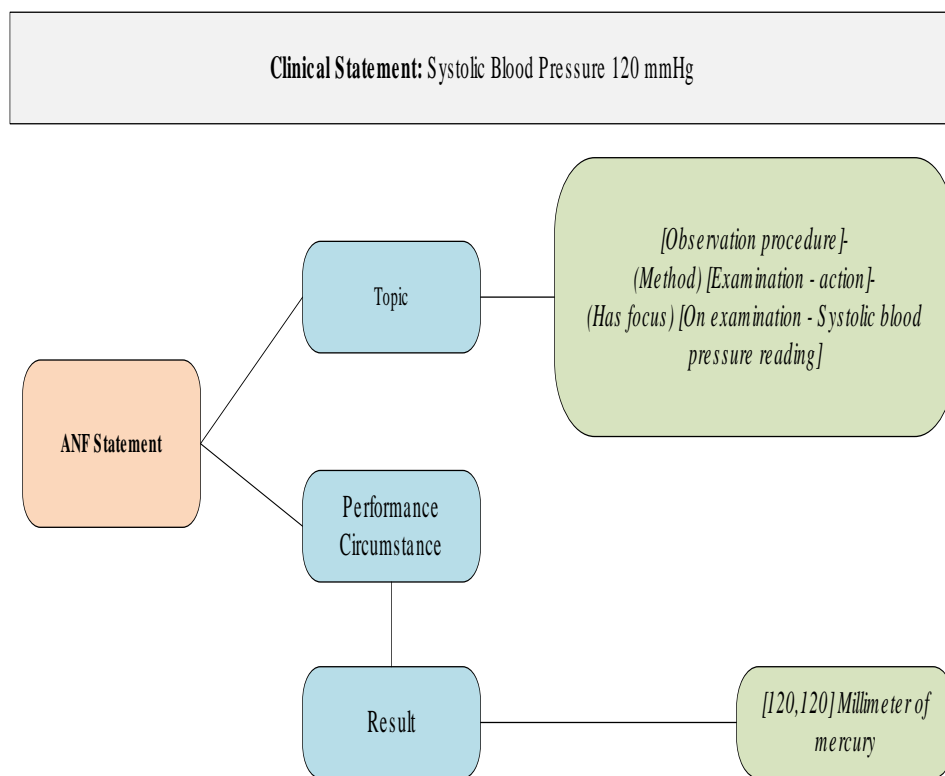 Clinical Statement: Systolic Blood Pressure 120 mmHg
[Observation procedure]-
(Method) [Examination - action]-
(Has focus) [On examination - Systolic blood
pressure reading]
Topic
ANF Statement
Performance
Circumstance
Result
[120,120] Millimeter of
mercury